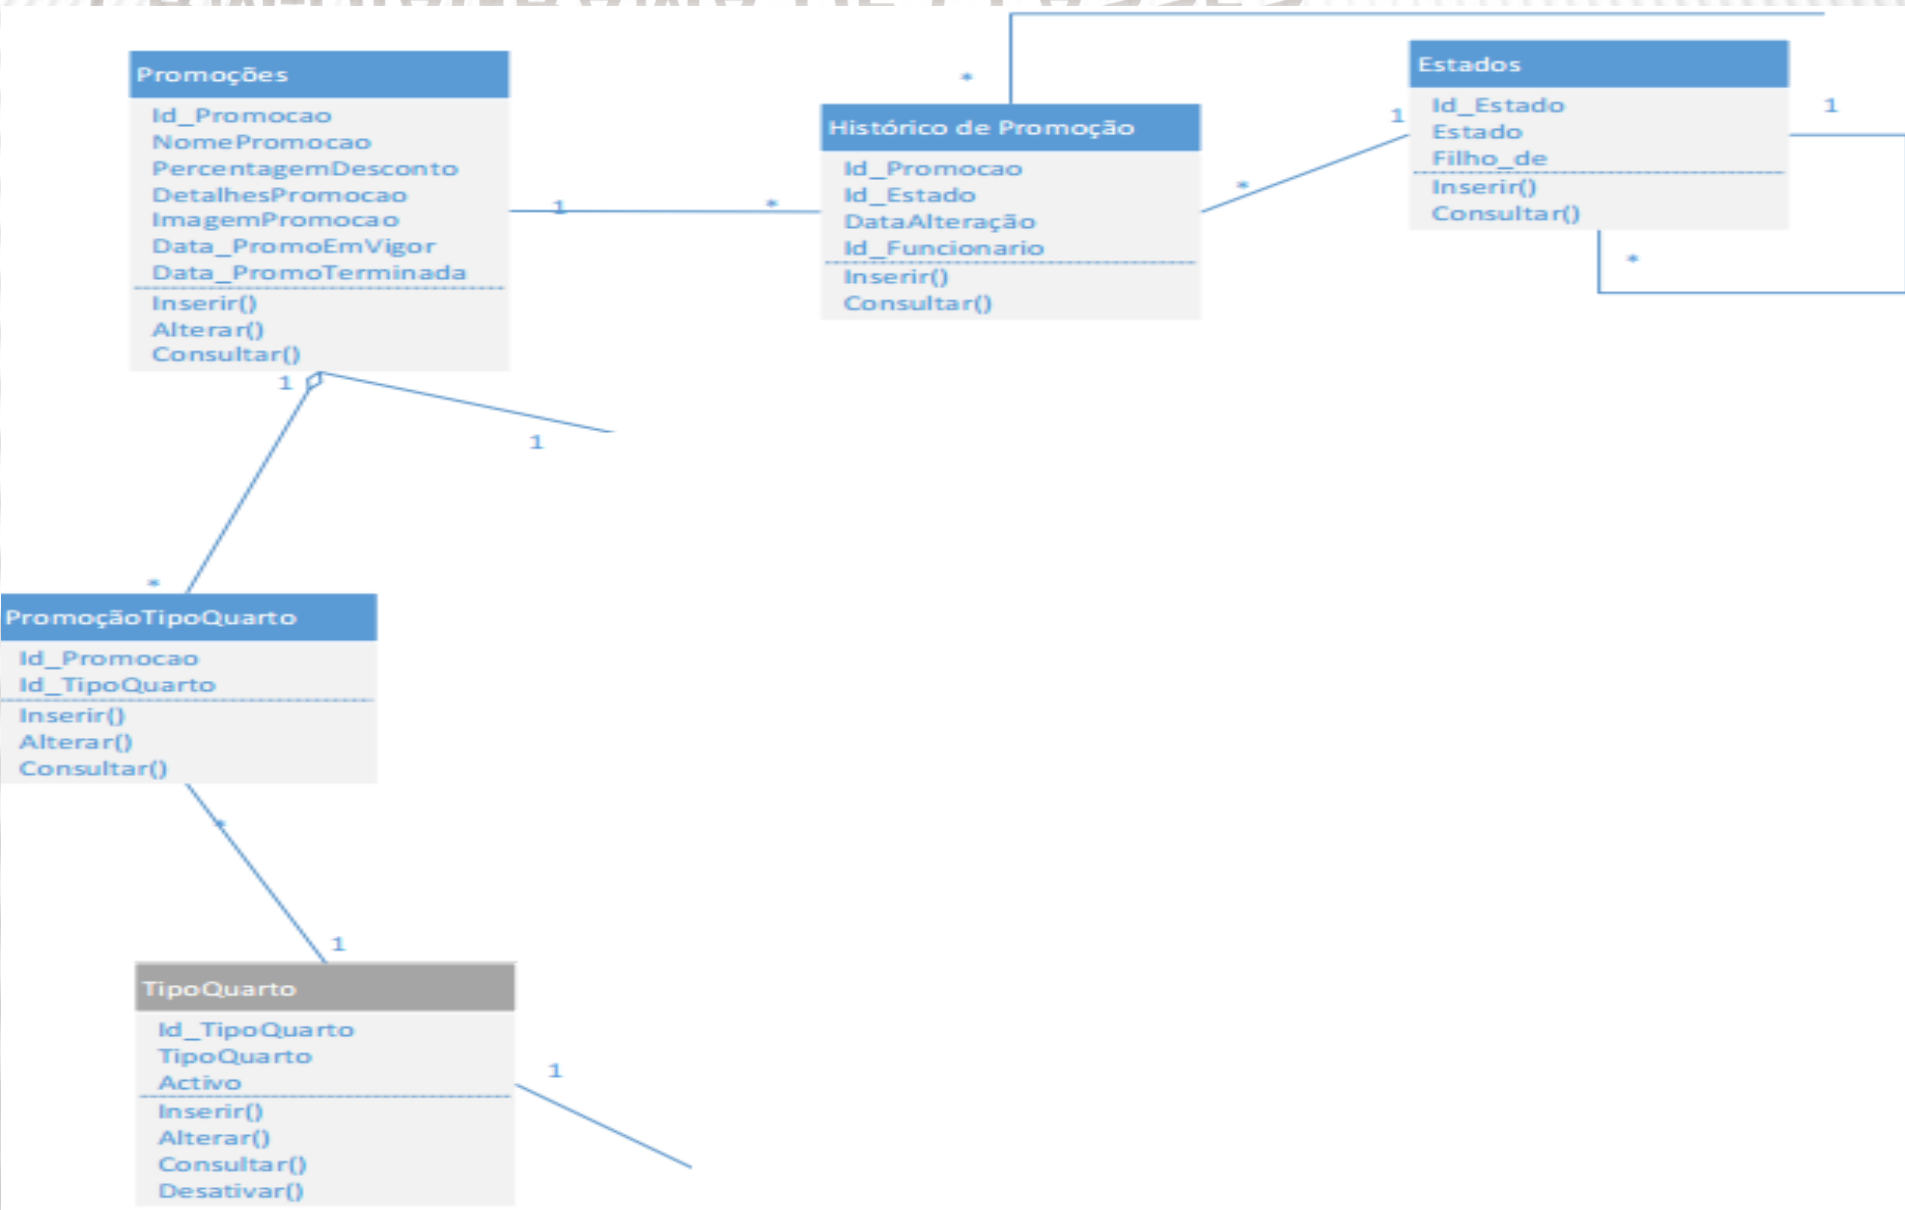 Promoções
Id_Promocao
NomePromocao
PercentagemDesconto
DetalhesPromocao
ImagemPromocao
Data_PromoEmVigor
Data_PromoTerminada
Inserir()
Alterar()
Consultar()
1
*
*
Histórico de Promoção
Id_Promocao
Id_Estado
DataAlteração
Id_Funcionario
Inserir()
Consultar()
*
1
Estados
Id_Estado
Estado
Filho_de
Inserir()
Consultar()
1
*
1
1
*
PromoçãoTipoQuarto
Id_Promocao
Id_TipoQuarto
Inserir()
Alterar()
Consultar()
*
1
TipoQuarto
Id_TipoQuarto
TipoQuarto
Activo
Inserir()
Alterar()
Consultar()
Desativar()
1